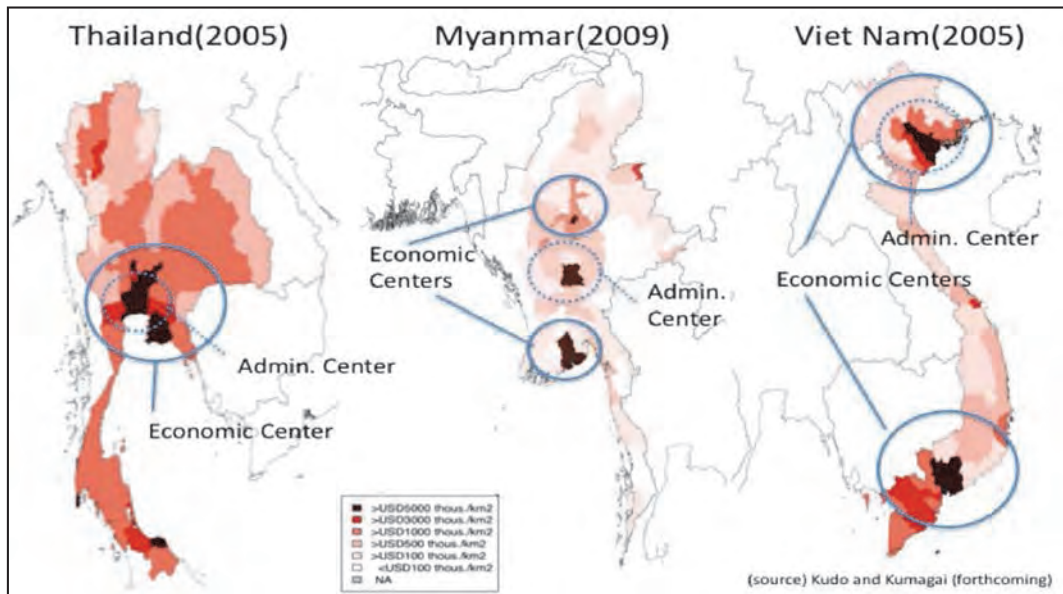 Thailand(2005)
Myanmar(2009)
Viet Nam(2005)
Admin. Center
Economic Center
Economic
Centers
Admin.
Center
Admin. Center
Economic Centers
>USD5000 thous./km2
>USD3000 thous./km2
>USD1000 thous./km2
>USD500 thous./km2
>USD100 thous./km2
<USD100 thous./km2
NA
(source) Kudo and Kumagai (forthcoming)